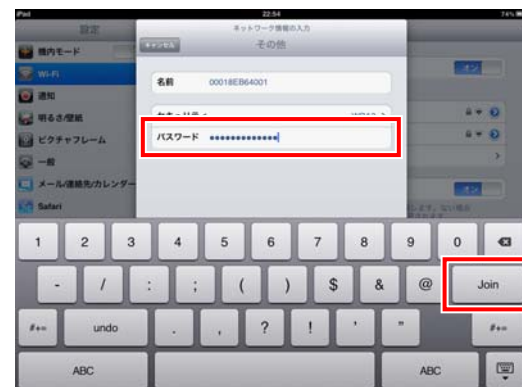 iPad 22:54 74%
設定
ネットワーク情報の入力
キャンセル
その他
機内モード
Wi-Fi
オン
通知
名前 00018EB64001
明るさ/壁紙
パスワード •••••••••••••
ピクチャフレーム
一般
メール/連絡先/カレンダー
オン
Safari
1 2 3 4 5 6 7 8 9 0
- / : ; ( ) $ & @ Join
#+= undo . , ? ! ' " #+=
ABC ABC